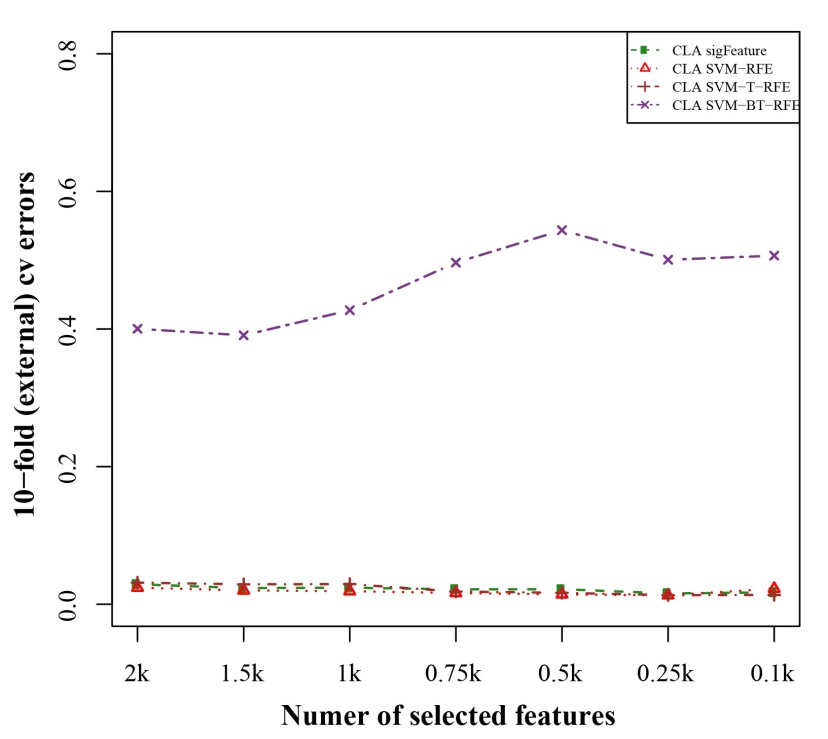 CLA sigFeature
CLA SVM−RFE
CLA SVM−T−RFE
CLA SVM−BT−RFE
10−fold (external) cv errors
0.8
0.6
0.4
0.2
0.0
2k 1.5k 1k 0.75k 0.5k 0.25k 0.1k
Numer of selected features